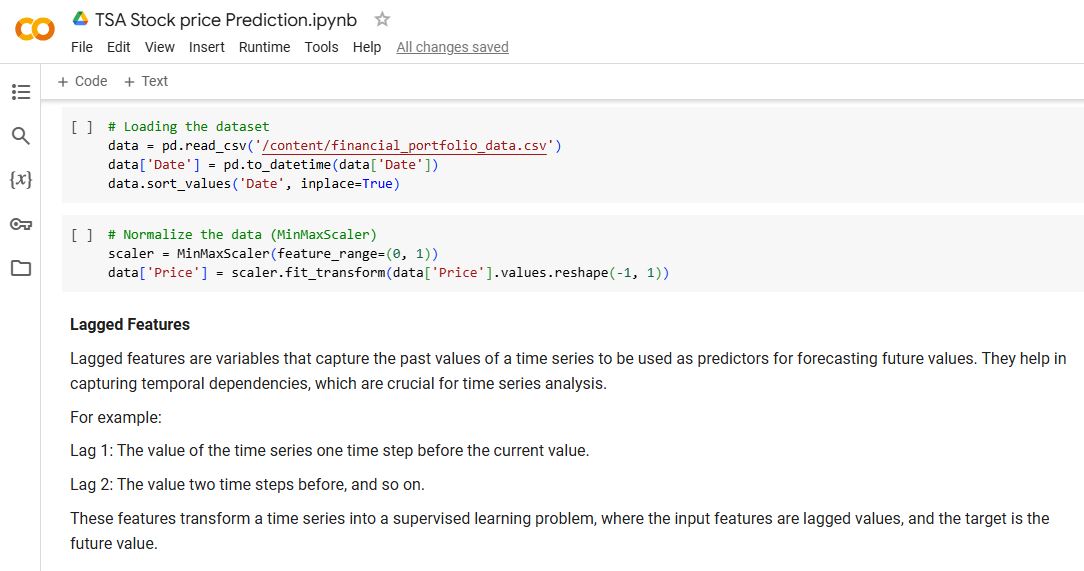 TSA Stock price Prediction.ipynb
File Edit View Insert Runtime Tools Help All changes saved
+ Code + Text
[ ] # Loading the dataset
data = pd.read_csv('/content/financial_portfolio_data.csv')
data['Date'] = pd.to_datetime(data['Date'])
data.sort_values('Date', inplace=True)
[ ] # Normalize the data (MinMaxScaler)
scaler = MinMaxScaler(feature_range=(0, 1))
data['Price'] = scaler.fit_transform(data['Price'].values.reshape(-1, 1))
Lagged Features
Lagged features are variables that capture the past values of a time series to be used as predictors for forecasting future values. They help in
capturing temporal dependencies, which are crucial for time series analysis.
For example:
Lag 1: The value of the time series one time step before the current value.
Lag 2: The value two time steps before, and so on.
These features transform a time series into a supervised learning problem, where the input features are lagged values, and the target is the
future value.